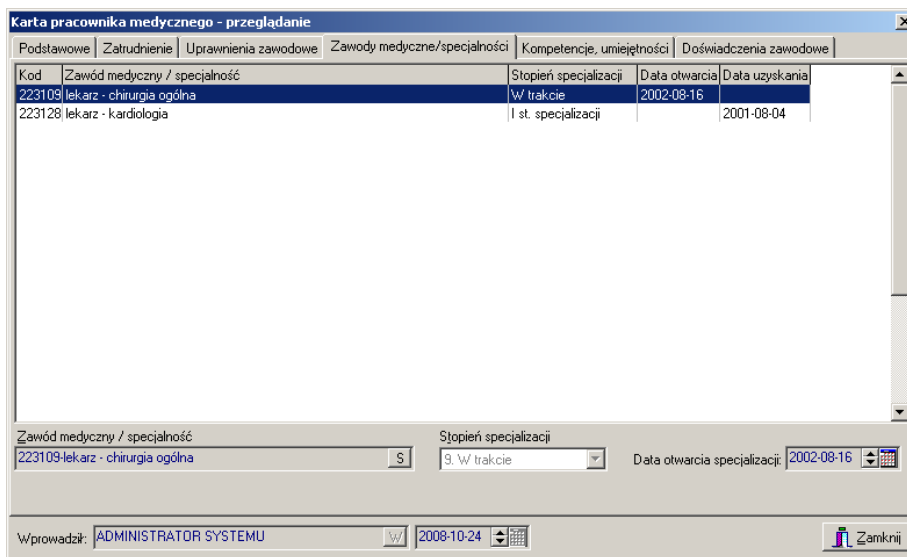 Karta pracownika medycznego - przeglądanie
Podstawowe Zatrudnienie Uprawnienia zawodowe Zawody medyczne/specjalności Kompetencje, umiejętności Doświadczenia zawodowe
Kod Zawód medyczny / specjalność Stopień specjalizacji Data otwarcia Data uzyskania
223109 lekarz - chirurgia ogólna W trakcie 2002-08-16
223128 lekarz - kardiologia I st. specjalizacji 2001-08-04
Zawód medyczny / specjalność Stopień specjalizacji
223109-lekarz - chirurgia ogólna S 9. W trakcie Data otwarcia specjalizacji: 2002-08-16
Wprowadził: ADMINISTRATOR SYSTEMU W 2008-10-24 Zamknij